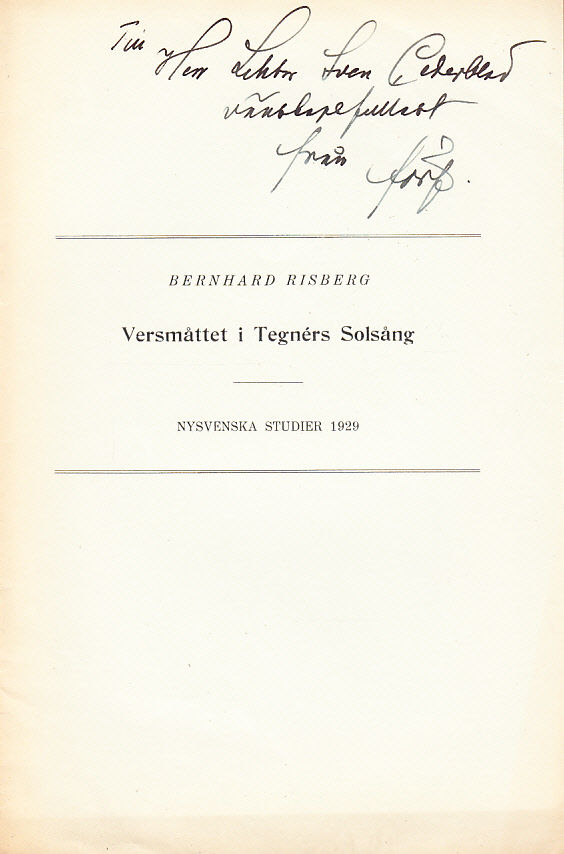 Till Herr Lektor Sven Cederblad
vänskapsfullast
från förf.
BERNHARD RISBERG
Versmåttet i Tegnérs Solsång
NYSVENSKA STUDIER 1929